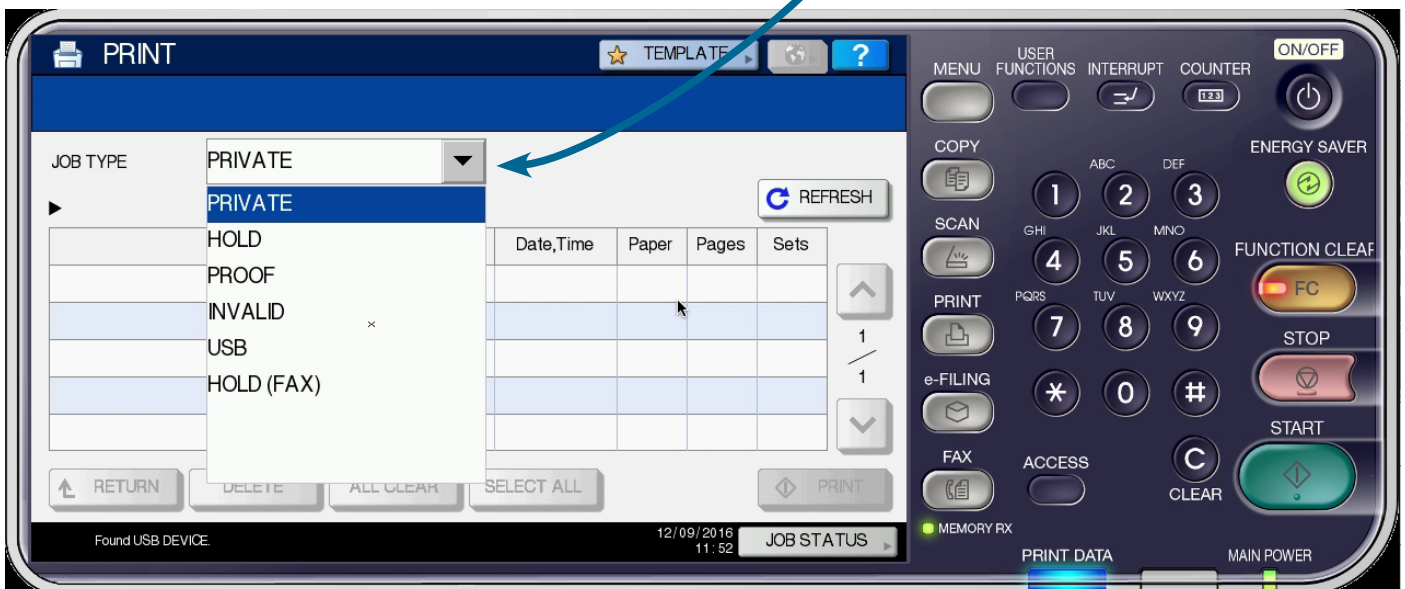 PRINT
TEMPLATE
?
JOB TYPE
PRIVATE
PRIVATE
HOLD
PROOF
INVALID
USB
HOLD (FAX)
REFRESH
Date,Time Paper Pages Sets
1
1
RETURN DELETE ALL CLEAR SELECT ALL PRINT
Found USB DEVICE.
12/09/2016
11:52
JOB STATUS
MENU
USER
FUNCTIONS
INTERRUPT
COUNTER
123
ON/OFF
ENERGY SAVER
COPY
SCAN
PRINT
e-FILING
FAX
MEMORY RX
1
ABC
2
DEF
3
GHI
4
JKL
5
MNO
6
PQRS
7
TUV
8
WXYZ
9
*
0
#
ACCESS
C
CLEAR
FUNCTION CLEAR
FC
STOP
START
PRINT DATA
MAIN POWER